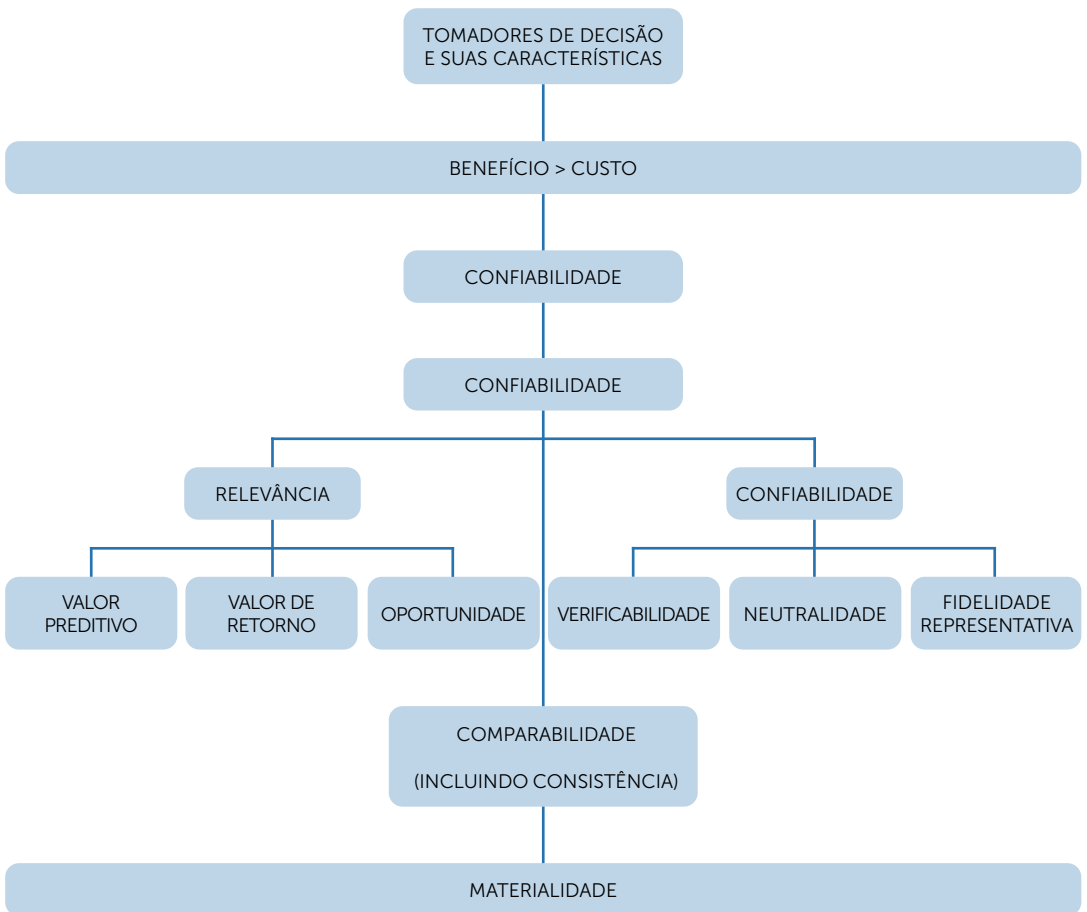 TOMADORES DE DECISÃO
E SUAS CARACTERÍSTICAS
BENEFÍCIO > CUSTO
CONFIABILIDADE
CONFIABILIDADE
RELEVÂNCIA
CONFIABILIDADE
VALOR
PREDITIVO
VALOR DE
RETORNO
OPORTUNIDADE
VERIFICABILIDADE
NEUTRALIDADE
FIDELIDADE
REPRESENTATIVA
COMPARABILIDADE
(INCLUINDO CONSISTÊNCIA)
MATERIALIDADE